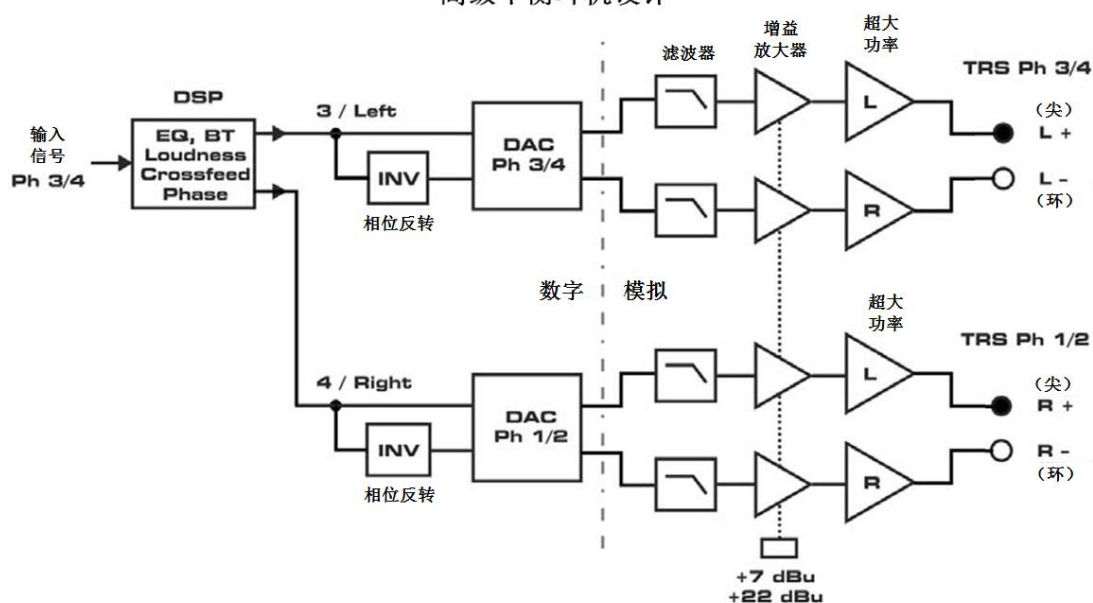 滤波器
增益
放大器
超大
功率
TRS Ph 3/4
DSP
3 / Left
输入
信号
Ph 3/4
EQ, BT
Loudness
Crossfeed
Phase
INV
相位反转
DAC
Ph 3/4
L
R
（尖）
L +
L -
（环）
数字
模拟
超大
功率
TRS Ph 1/2
4 / Right
INV
相位反转
DAC
Ph 1/2
L
R
（尖）
R +
R -
（环）
+7 dBu
+22 dBu